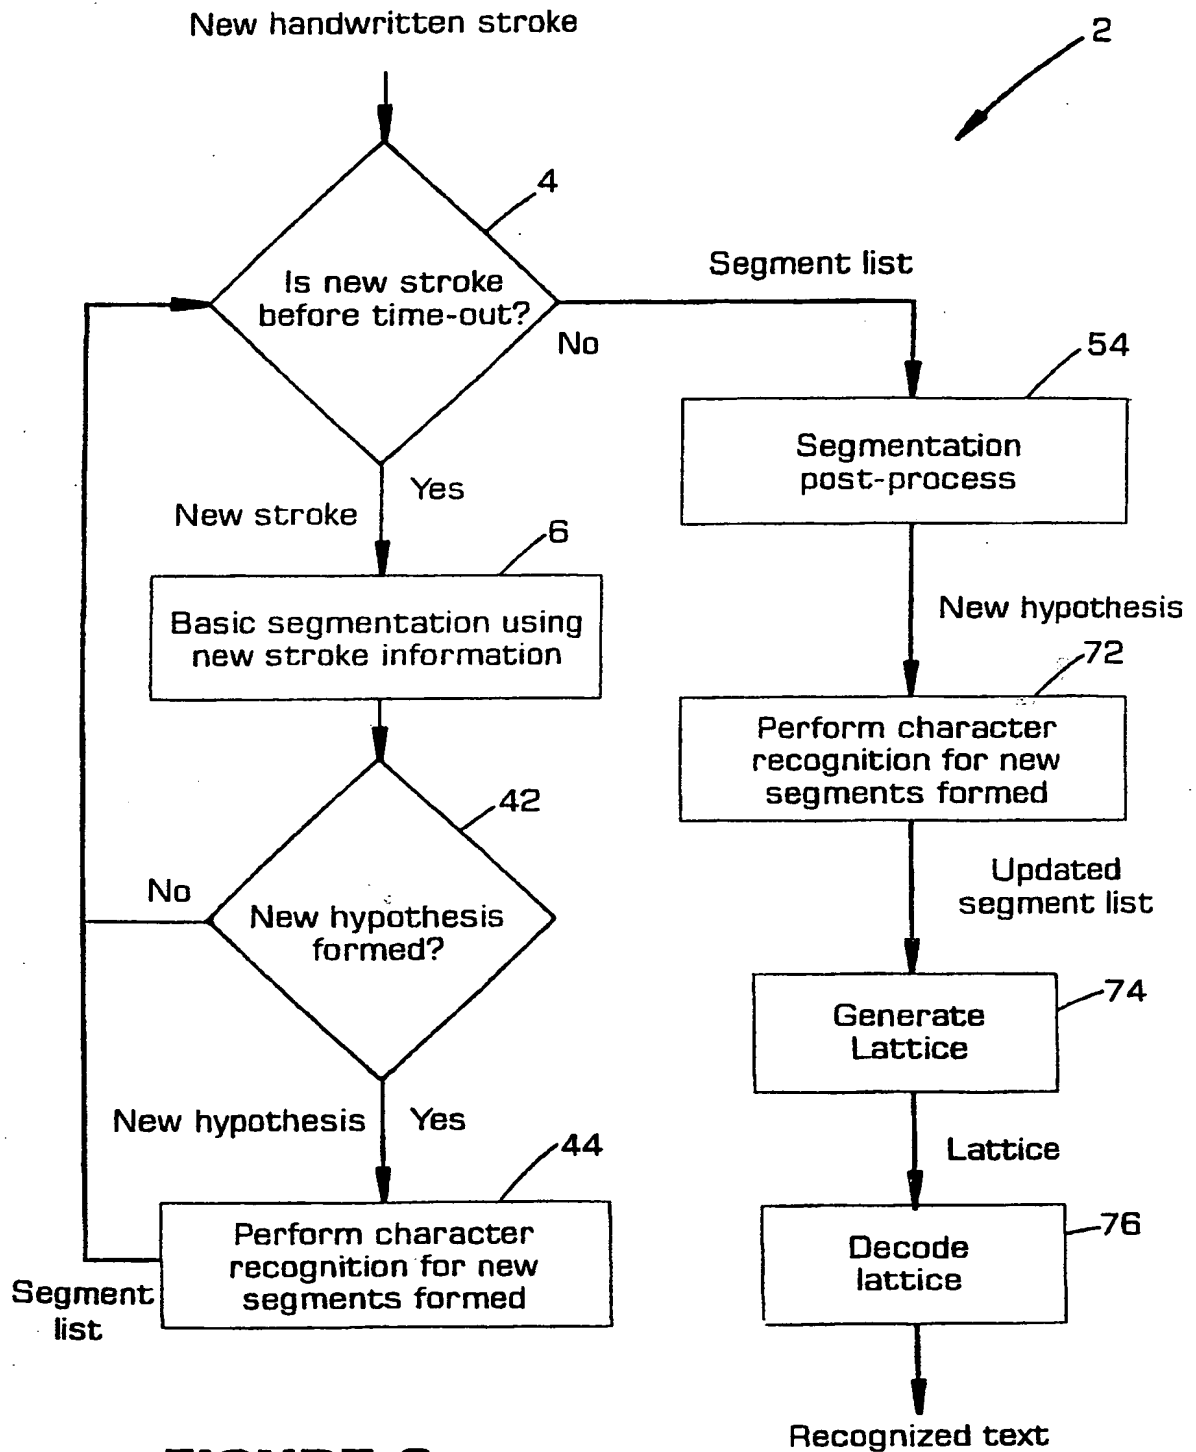 New handwritten stroke
2
4
Is new stroke
before time-out?
Segment list
No
54
Segmentation
post-process
Yes
New stroke
6
Basic segmentation using
new stroke information
New hypothesis
72
Perform character
recognition for new
segments formed
42
No
New hypothesis
formed?
Updated
segment list
74
Generate
Lattice
New hypothesis
Yes
Lattice
44
Perform character
recognition for new
segments formed
Segment
list
76
Decode
lattice
Recognized text